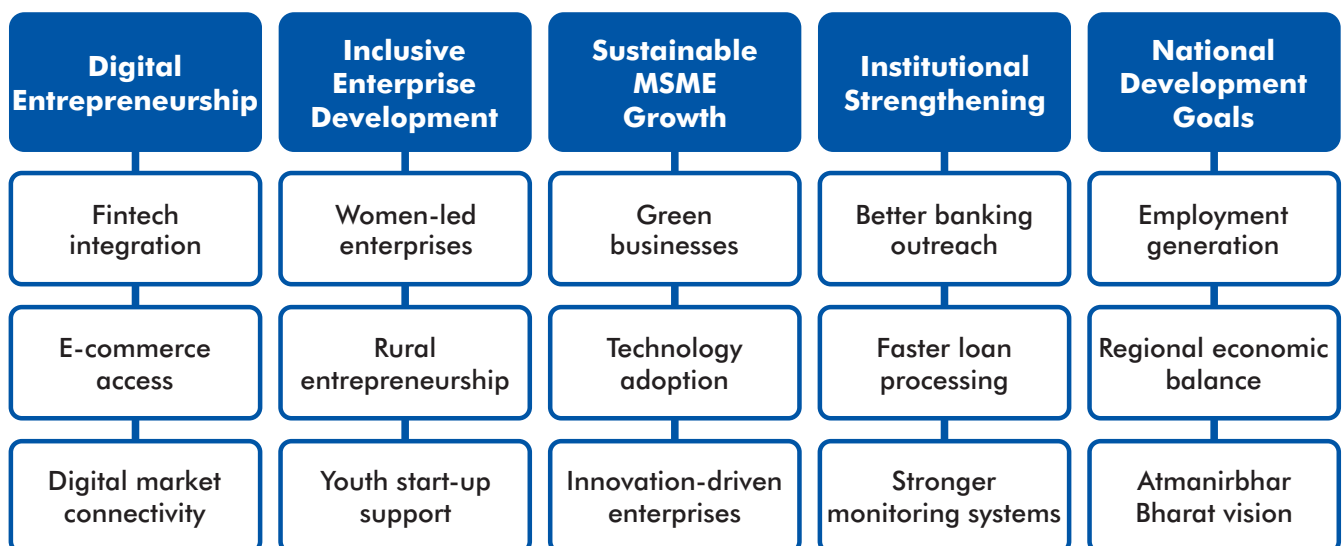 Digital
Entrepreneurship
Fintech
integration
E-commerce
access
Digital market
connectivity
Inclusive
Enterprise
Development
Women-led
enterprises
Rural
entrepreneurship
Youth start-up
support
Sustainable
MSME
Growth
Green
businesses
Technology
adoption
Innovation-driven
enterprises
Institutional
Strengthening
Better banking
outreach
Faster loan
processing
Stronger
monitoring systems
National
Development
Goals
Employment
generation
Regional economic
balance
Atmanirbhar
Bharat vision